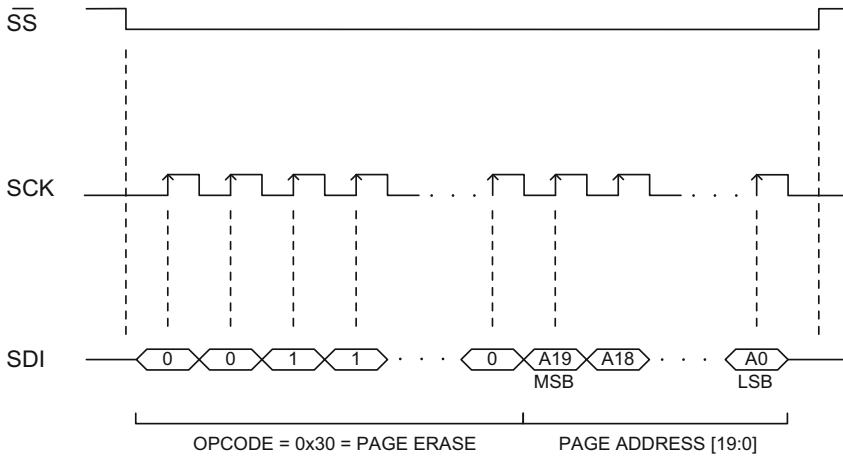 SS
SCK
. . . . . .
SDI
0 0 1 1 . . . 0 A19 A18 . . . A0
MSB LSB
OPCODE = 0x30 = PAGE ERASE PAGE ADDRESS [19:0]